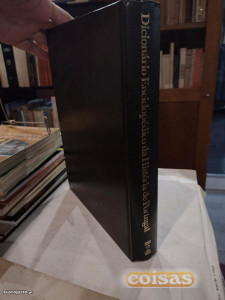 Dicionário Enciclopédico da História de Portugal
coisas